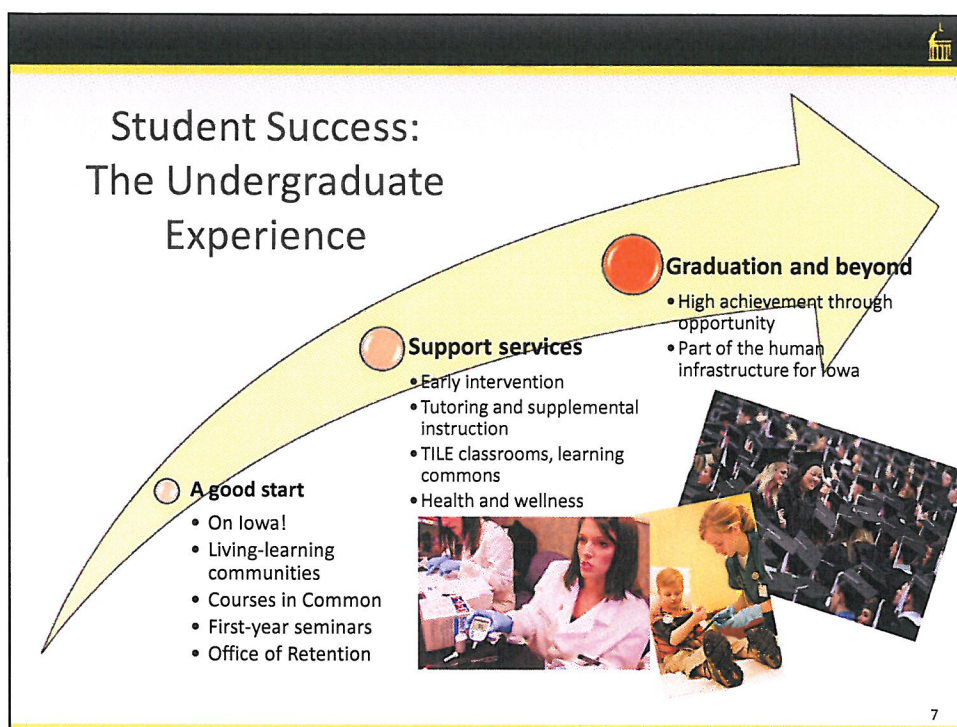 Student Success:
The Undergraduate
Experience
A good start
• On Iowa!
• Living-learning
communities
• Courses in Common
• First-year seminars
• Office of Retention
Support services
• Early intervention
• Tutoring and supplemental
instruction
• TILE classrooms, learning
commons
• Health and wellness
Graduation and beyond
• High achievement through
opportunity
• Part of the human
infrastructure for Iowa
7